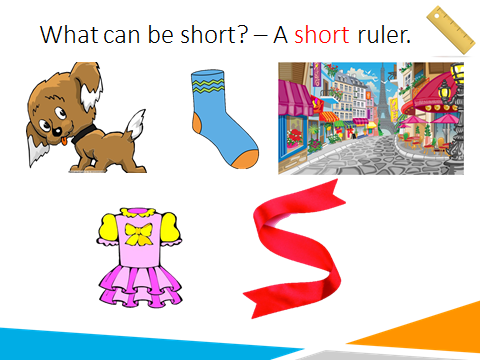 What can be short? – A short ruler.